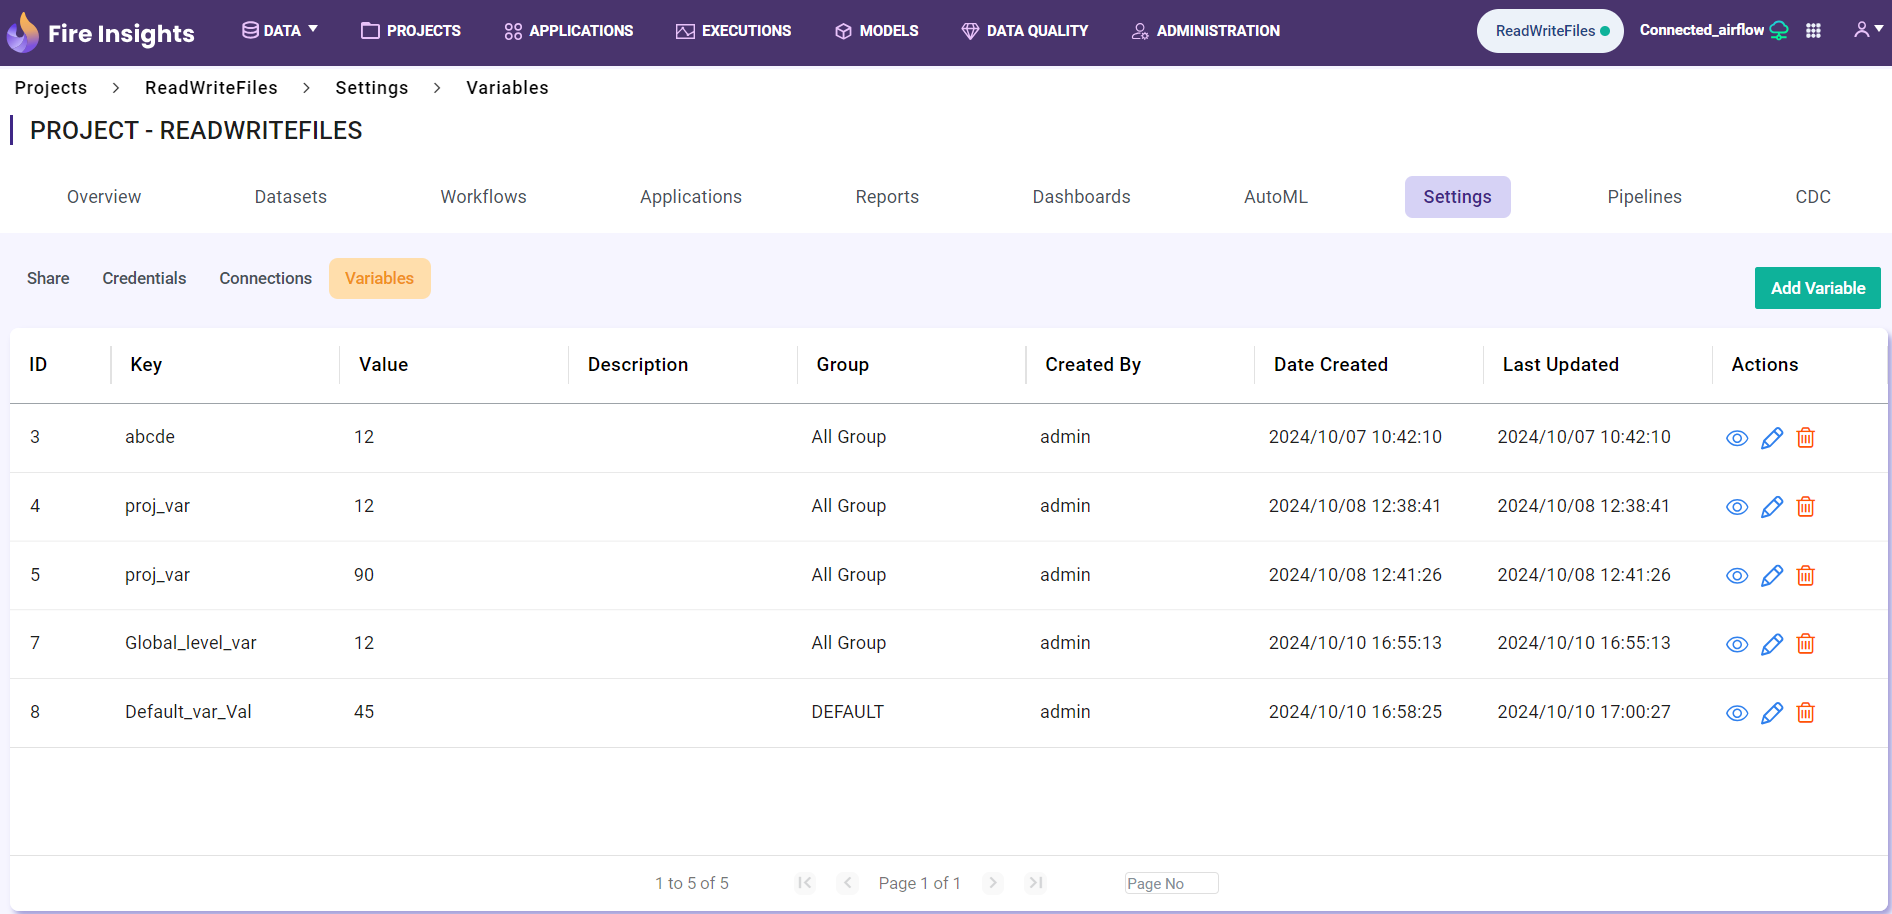 Fire Insights DATA PROJECTS APPLICATIONS EXECUTIONS MODELS DATA QUALITY ADMINISTRATION ReadWriteFiles Connected_airflow
Projects > ReadWriteFiles > Settings > Variables
PROJECT - READWRITEFILES
Overview Datasets Workflows Applications Reports Dashboards AutoML Settings Pipelines CDC
Share Credentials Connections Variables
Add Variable
ID Key Value Description Group Created By Date Created Last Updated Actions
3 abcde 12 All Group admin 2024/10/07 10:42:10 2024/10/07 10:42:10
4 proj_var 12 All Group admin 2024/10/08 12:38:41 2024/10/08 12:38:41
5 proj_var 90 All Group admin 2024/10/08 12:41:26 2024/10/08 12:41:26
7 Global_level_var 12 All Group admin 2024/10/10 16:55:13 2024/10/10 16:55:13
8 Default_var_Val 45 DEFAULT admin 2024/10/10 16:58:25 2024/10/10 17:00:27
1 to 5 of 5 Page 1 of 1 Page No